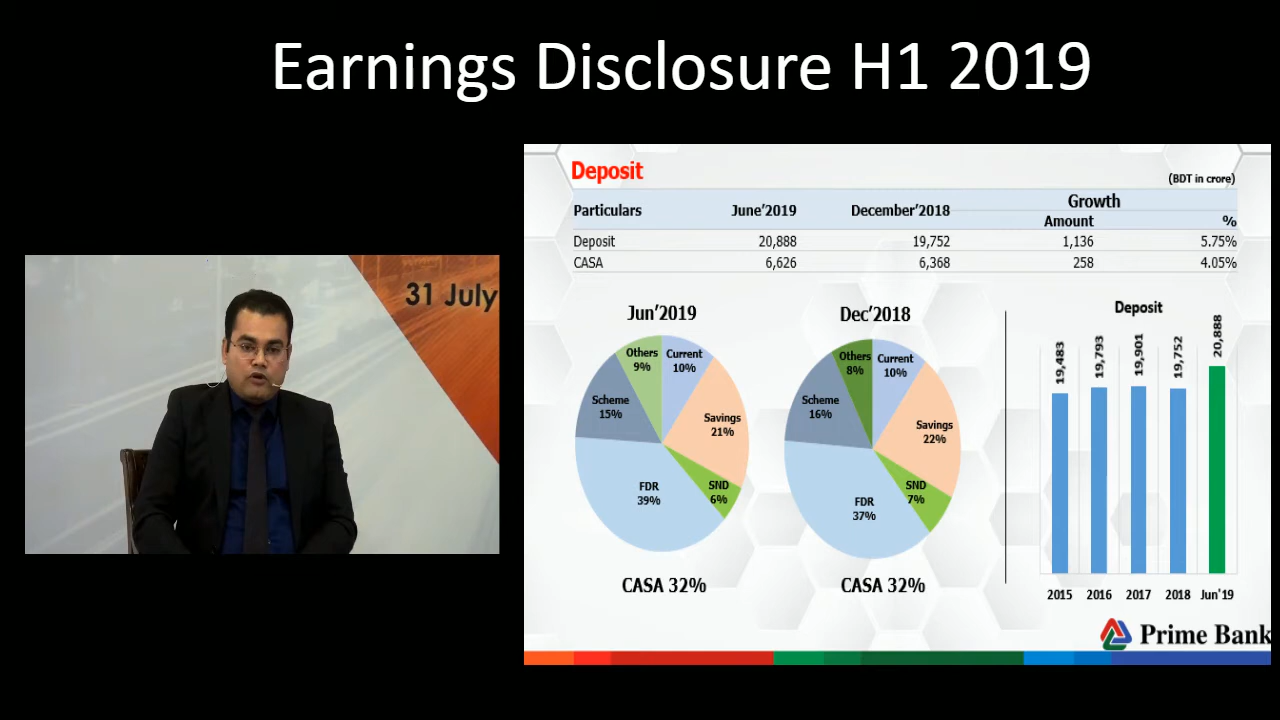 Earnings Disclosure H1 2019
31 July
Deposit
(BDT in crore)
Particulars June'2019 December'2018 Growth
Amount %
Deposit 20,888 19,752 1,136 5.75%
CASA 6,626 6,368 258 4.05%
Jun'2019
Others 9%
Current 10%
Savings 21%
SND 6%
FDR 39%
Scheme 15%
CASA 32%
Dec'2018
Others 8%
Current 10%
Savings 22%
SND 7%
FDR 37%
Scheme 16%
CASA 32%
Deposit
19,483 19,793 19,901 19,752 20,888
2015 2016 2017 2018 Jun'19
Prime Bank